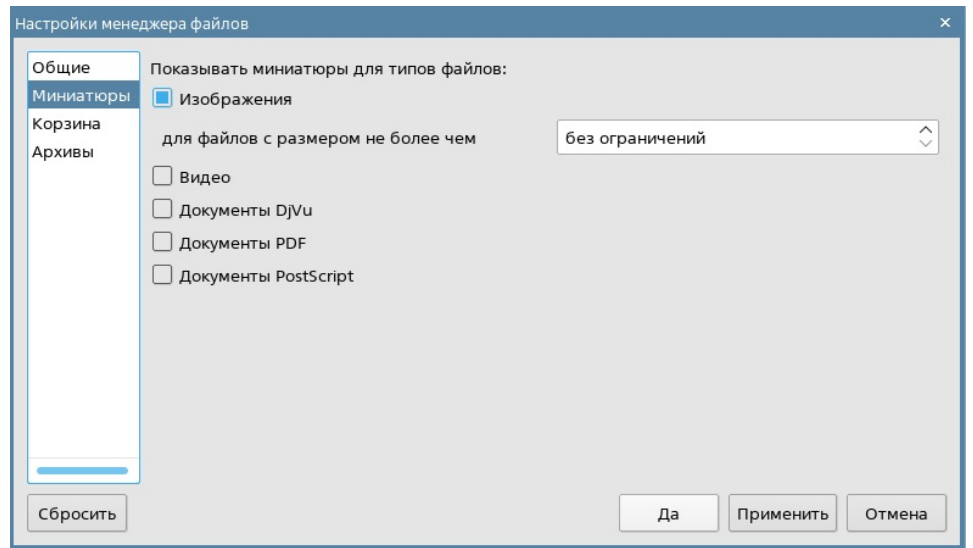 Настройки менеджера файлов
Общие
Миниатюры
Корзина
Архивы
Показывать миниатюры для типов файлов:
Изображения
для файлов с размером не более чем
без ограничений
Видео
Документы DjVu
Документы PDF
Документы PostScript
Сбросить
Да
Применить
Отмена